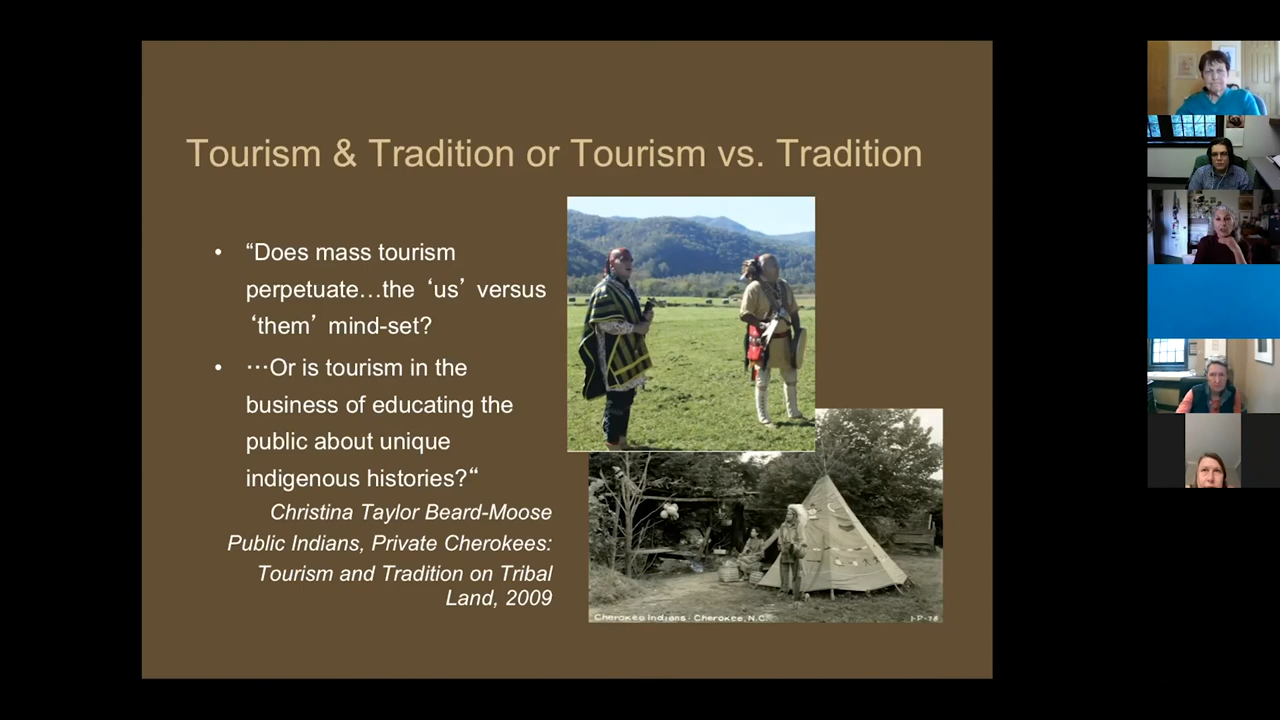 Tourism & Tradition or Tourism vs. Tradition
• “Does mass tourism
perpetuate…the ‘us’ versus
‘them’ mind-set?
• …Or is tourism in the
business of educating the
public about unique
indigenous histories?“
Christina Taylor Beard-Moose
Public Indians, Private Cherokees:
Tourism and Tradition on Tribal
Land, 2009
Cherokee Indians - Cherokee, N.C.